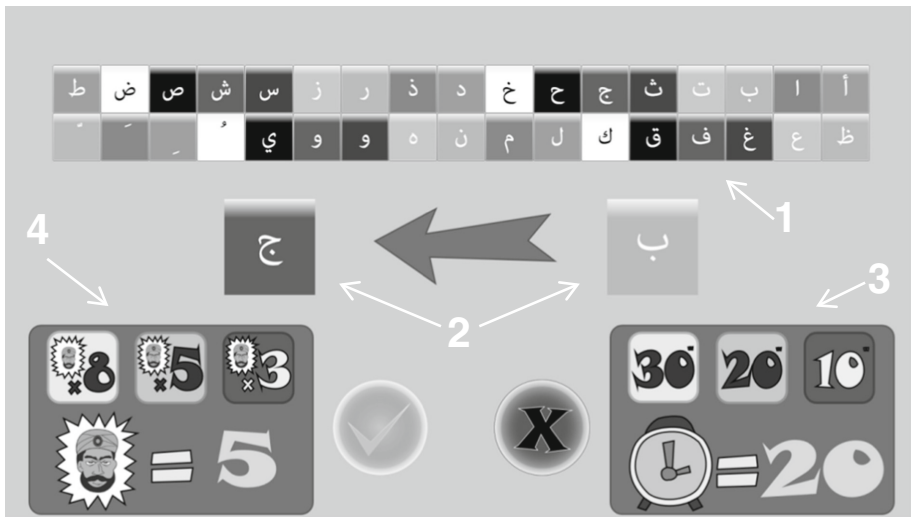 أ ا ب ت ث ج ح خ د ذ ر ز س ش ص ض ط
ظ ع غ ف ق ك ل م ن ه و و ي ُ ِ َ ّ
1
ج ب
4
3
2
×8 ×5 ×3
30" 20" 10"
= 5
X
= 20